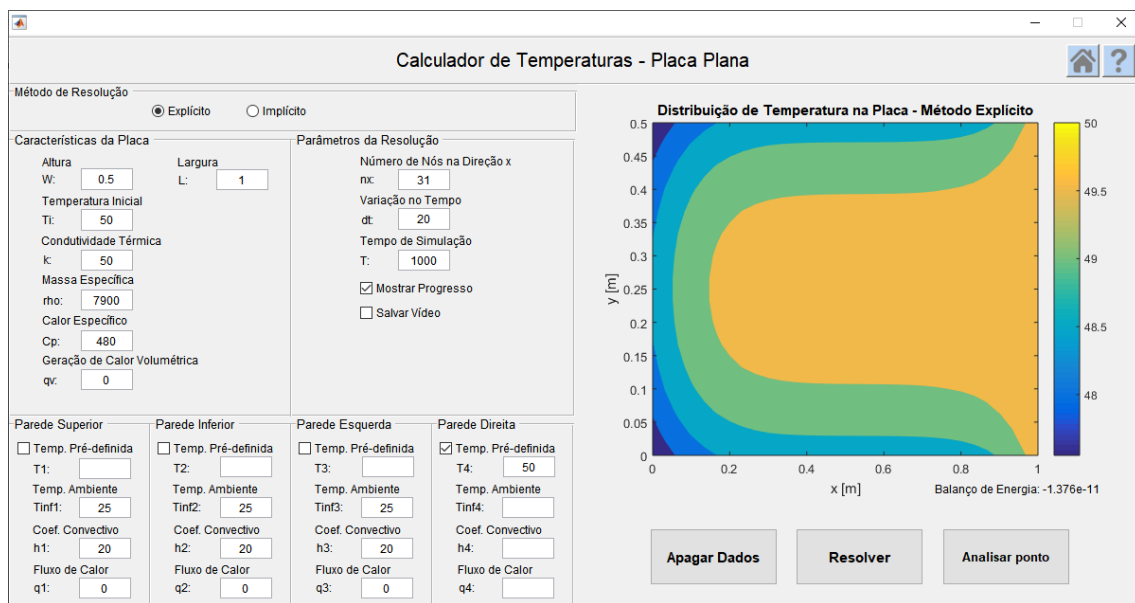 Calculador de Temperaturas - Placa Plana
?
Método de Resolução
Explícito Implícito
Características da Placa
Altura Largura
W: 0.5 L: 1
Temperatura Inicial
Ti: 50
Condutividade Térmica
k: 50
Massa Específica
rho: 7900
Calor Específico
Cp: 480
Geração de Calor Volumétrica
qv: 0
Parâmetros da Resolução
Número de Nós na Direção x
nx: 31
Variação no Tempo
dt: 20
Tempo de Simulação
T: 1000
Mostrar Progresso
Salvar Vídeo
Parede Superior
Temp. Pré-definida
T1:
Temp. Ambiente
Tinf1: 25
Coef. Convectivo
h1: 20
Fluxo de Calor
q1: 0
Parede Inferior
Temp. Pré-definida
T2:
Temp. Ambiente
Tinf2: 25
Coef. Convectivo
h2: 20
Fluxo de Calor
q2: 0
Parede Esquerda
Temp. Pré-definida
T3:
Temp. Ambiente
Tinf3: 25
Coef. Convectivo
h3: 20
Fluxo de Calor
q3: 0
Parede Direita
Temp. Pré-definida
T4: 50
Temp. Ambiente
Tinf4:
Coef. Convectivo
h4:
Fluxo de Calor
q4:
Distribuição de Temperatura na Placa - Método Explícito
0.5
0.45
0.4
0.35
0.3
0.25
0.2
0.15
0.1
0.05
0
y [m]
0 0.2 0.4 0.6 0.8 1
x [m]
50
49.5
49
48.5
48
Balanço de Energia: -1.376e-11
Apagar Dados Resolver Analisar ponto